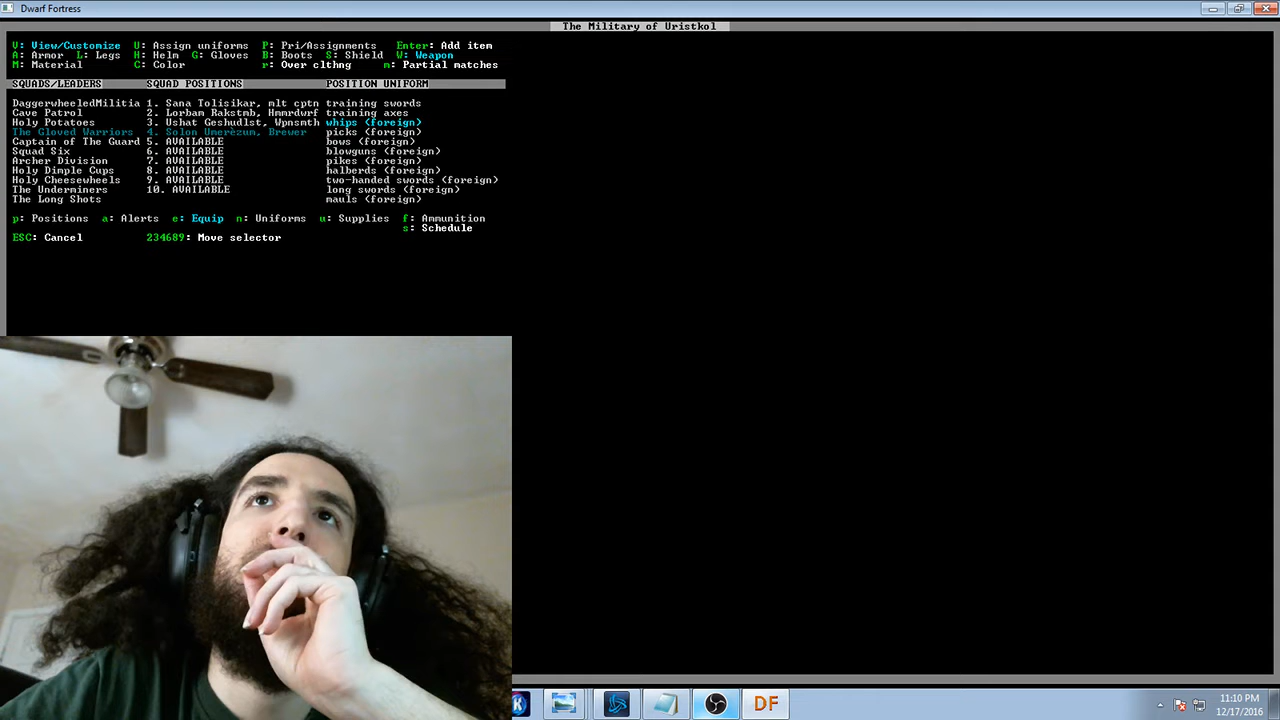 Dwarf Fortress
The Military of Uristkol
V: View/Customize U: Assign uniforms P: Pri/Assignments Enter: Add item
A: Armor L: Legs H: Helm G: Gloves B: Boots S: Shield W: Weapon
M: Material C: Color r: Over clthng m: Partial matches
SQUADS/LEADERS SQUAD POSITIONS POSITION UNIFORM
DaggerwheeledMilitia 1. Sana Tolisikar, mlt cptn training swords
Cave Patrol 2. Lorbam Rakstmb, Hmmrdwrf training axes
Holy Potatoes 3. Ushat Geshudlst, Wpnsmth whips (foreign)
The Gloved Warriors 4. Solon Umerèzum, Brewer picks (foreign)
Captain of The Guard 5. AVAILABLE bows (foreign)
Squad Six 6. AVAILABLE blowguns (foreign)
Archer Division 7. AVAILABLE pikes (foreign)
Holy Dimple Cups 8. AVAILABLE halberds (foreign)
Holy Cheesewheels 9. AVAILABLE two-handed swords (foreign)
The Underminers 10. AVAILABLE long swords (foreign)
The Long Shots mauls (foreign)
p: Positions a: Alerts e: Equip n: Uniforms u: Supplies f: Ammunition
s: Schedule
ESC: Cancel 234689: Move selector
K
DF
11:10 PM
12/17/2016